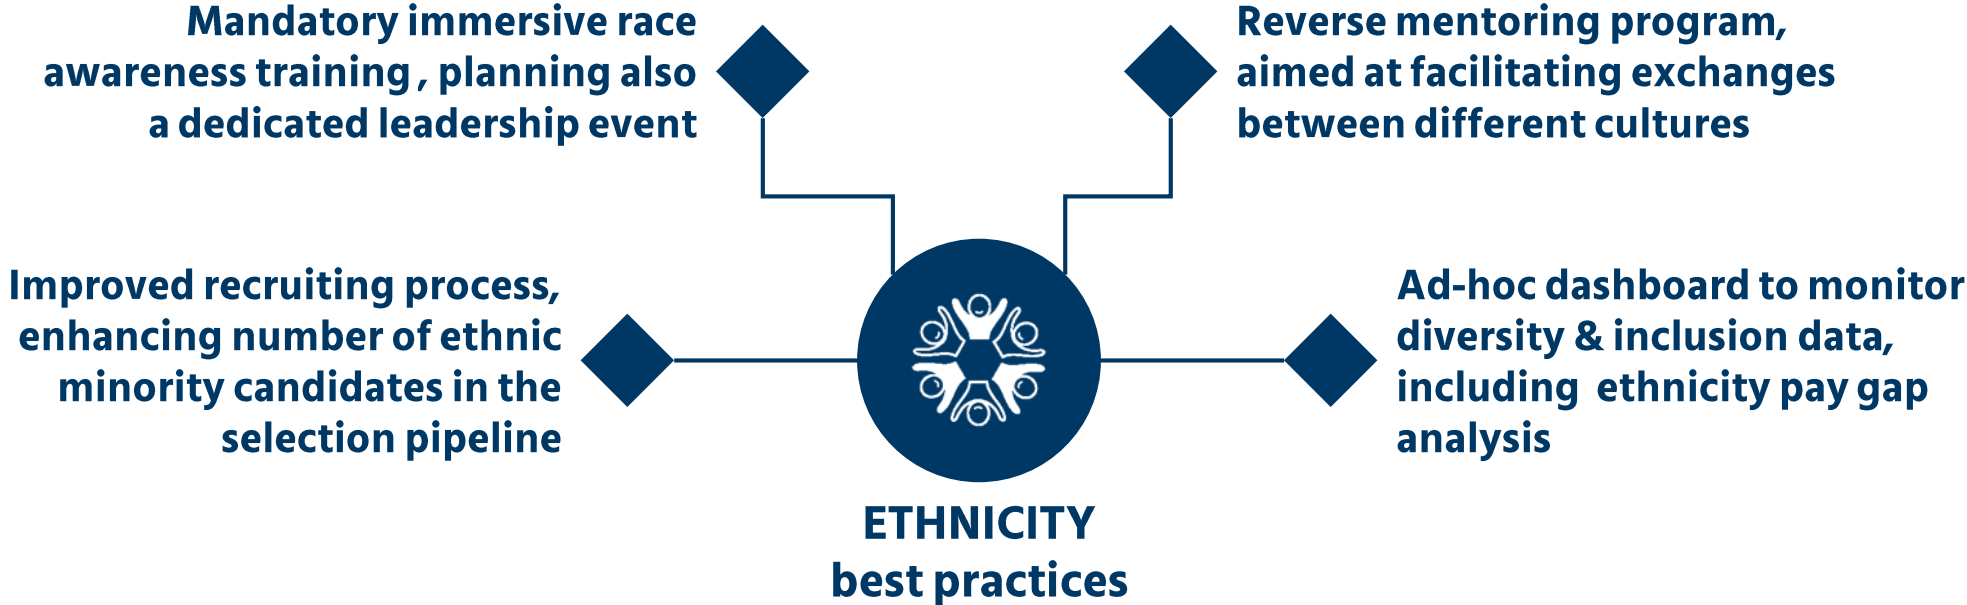 Mandatory immersive race
awareness training , planning also
a dedicated leadership event
Reverse mentoring program,
aimed at facilitating exchanges
between different cultures
Improved recruiting process,
enhancing number of ethnic
minority candidates in the
selection pipeline
Ad-hoc dashboard to monitor
diversity & inclusion data,
including  ethnicity pay gap
analysis
ETHNICITY
best practices